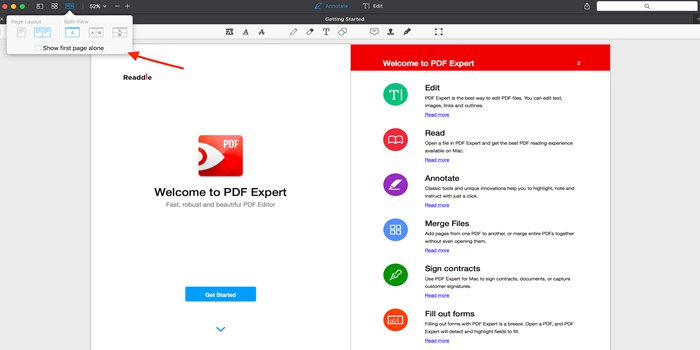 52%
Annotate
Edit
Getting Started
Page Layout
Split View
A
A B
A
B
Show first page alone
A A A T
Readdle
PDF
Welcome to PDF Expert
Fast, robust and beautiful PDF Editor
Get Started
Welcome to PDF Expert
2
T
Edit
PDF Expert is the best way to edit PDF files. You can edit text,
images, links and outlines.
Read more
Read
Open a file in PDF Expert and get the best PDF reading experience
available on Mac.
Read more
Annotate
Classic tools and unique innovations help you to highlight, note and
instruct with just a click.
Read more
Merge Files
Add pages from one PDF to another, or merge entire PDFs together
without even opening them.
Read more
Sign contracts
Use PDF Expert for Mac to sign contracts, documents, or capture
customer signatures.
Read more
Fill out forms
Filling out forms with PDF Expert is a breeze. Open a PDF, and PDF
Expert will detect and highlight fields to fill.
Read more